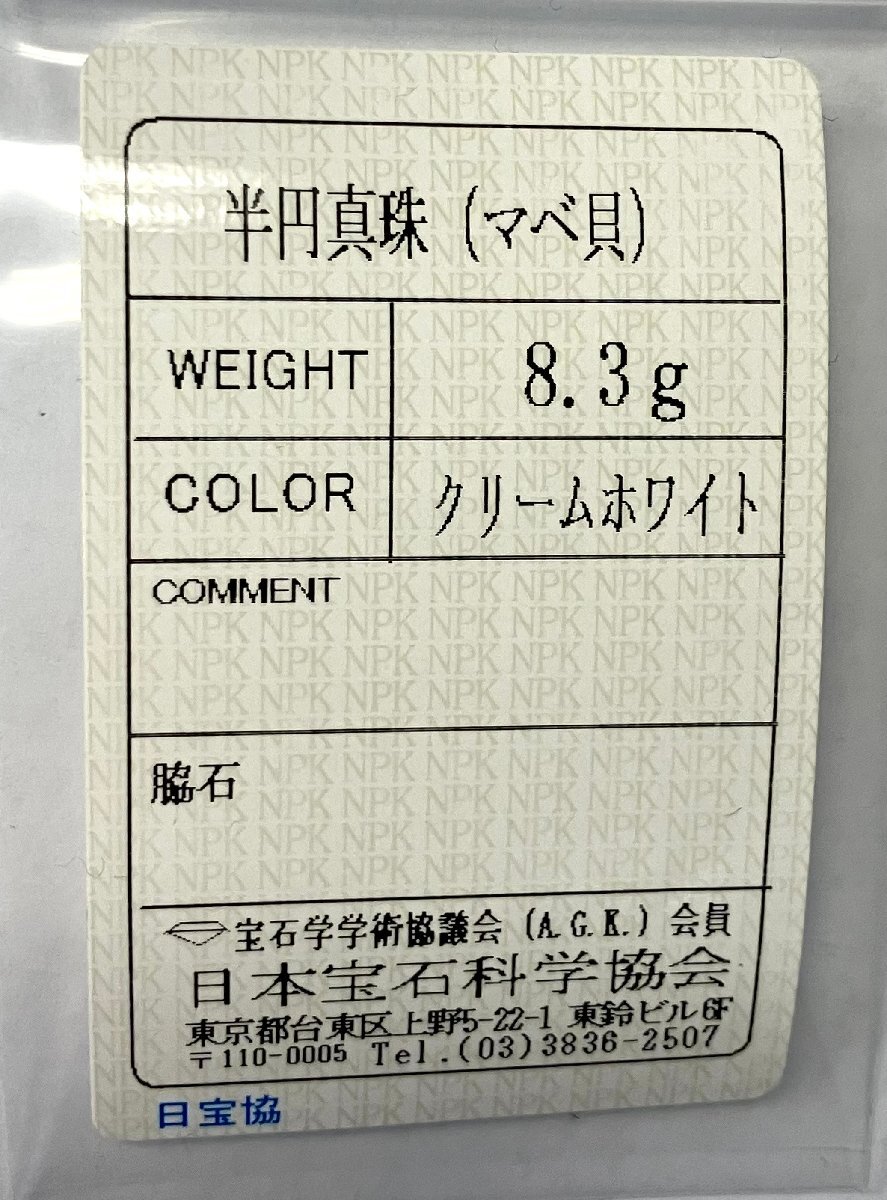 半円真珠（マベ貝）
WEIGHT 8.3g
COLOR クリームホワイト
COMMENT
脇石
宝石学学術協議会（A.G.K.）会員
日本宝石科学協会
東京都台東区上野5-22-1 東鈴ビル6F
〒110-0005 Tel.(03)3836-2507
日宝協